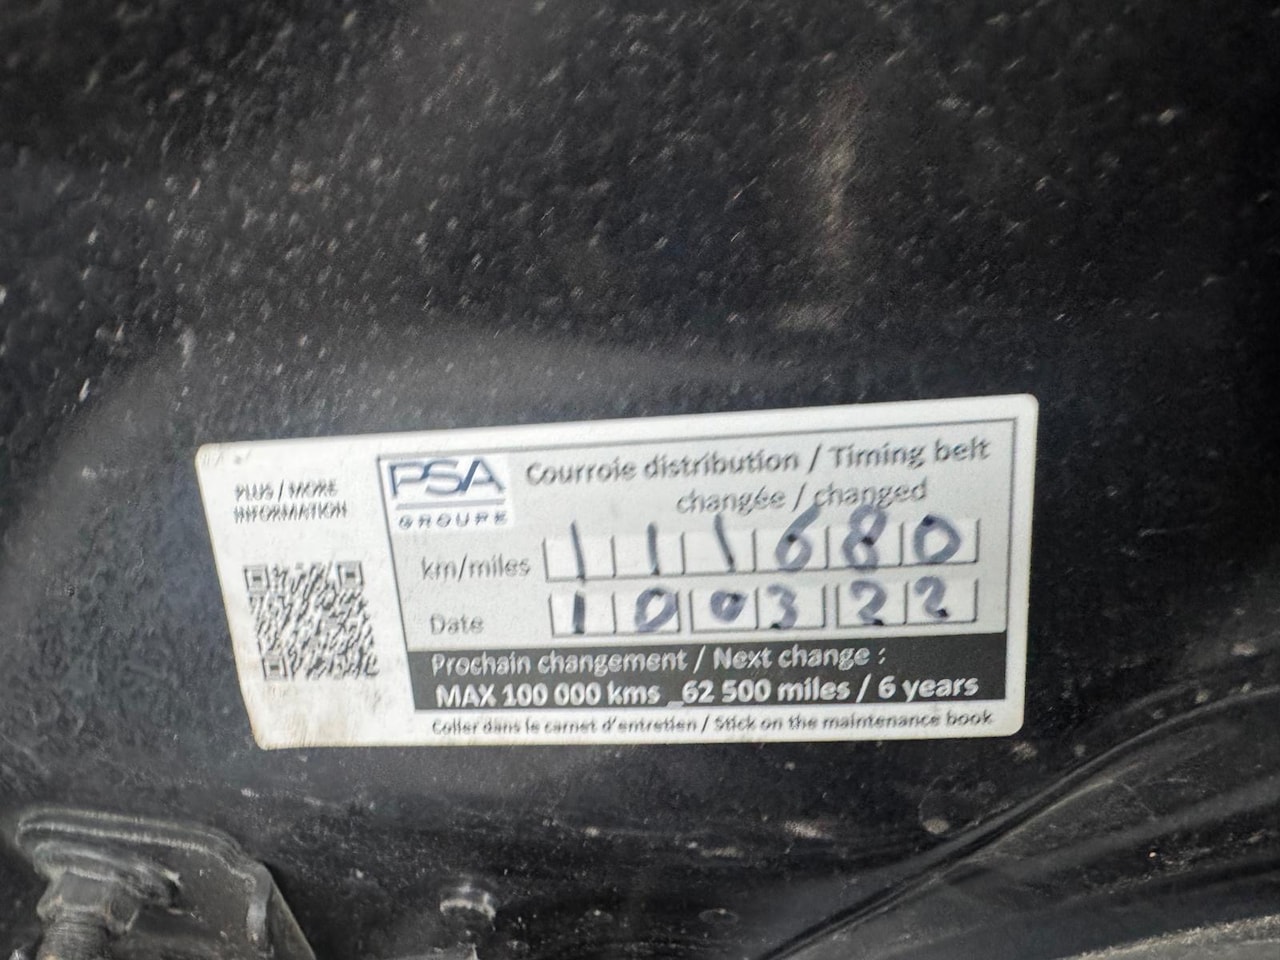 PLUS / MORE
INFORMATION
PSA
GROUPE
Courroie distribution / Timing belt
changée / changed
km/miles 111680
Date 100322
Prochain changement / Next change :
MAX 100 000 kms _62 500 miles / 6 years
Coller dans le carnet d'entretien / Stick on the maintenance book